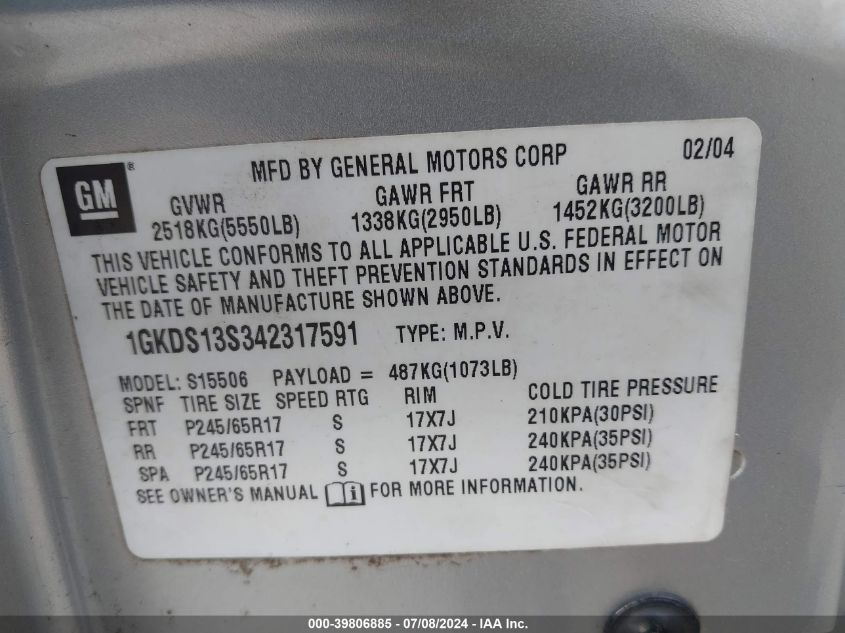 GM ® MFD BY GENERAL MOTORS CORP 02/04
GVWR GAWR FRT GAWR RR
2518KG(5550LB) 1338KG(2950LB) 1452KG(3200LB)
THIS VEHICLE CONFORMS TO ALL APPLICABLE U.S. FEDERAL MOTOR
VEHICLE SAFETY AND THEFT PREVENTION STANDARDS IN EFFECT ON
THE DATE OF MANUFACTURE SHOWN ABOVE.
1GKDS13S342317591 TYPE: M.P.V.
MODEL: S15506 PAYLOAD = 487KG(1073LB)
SPNF TIRE SIZE SPEED RTG RIM COLD TIRE PRESSURE
FRT P245/65R17 S 17X7J 210KPA(30PSI)
RR P245/65R17 S 17X7J 240KPA(35PSI)
SPA P245/65R17 S 17X7J 240KPA(35PSI)
SEE OWNER'S MANUAL i FOR MORE INFORMATION.
000-39806885 - 07/08/2024 - IAA Inc.